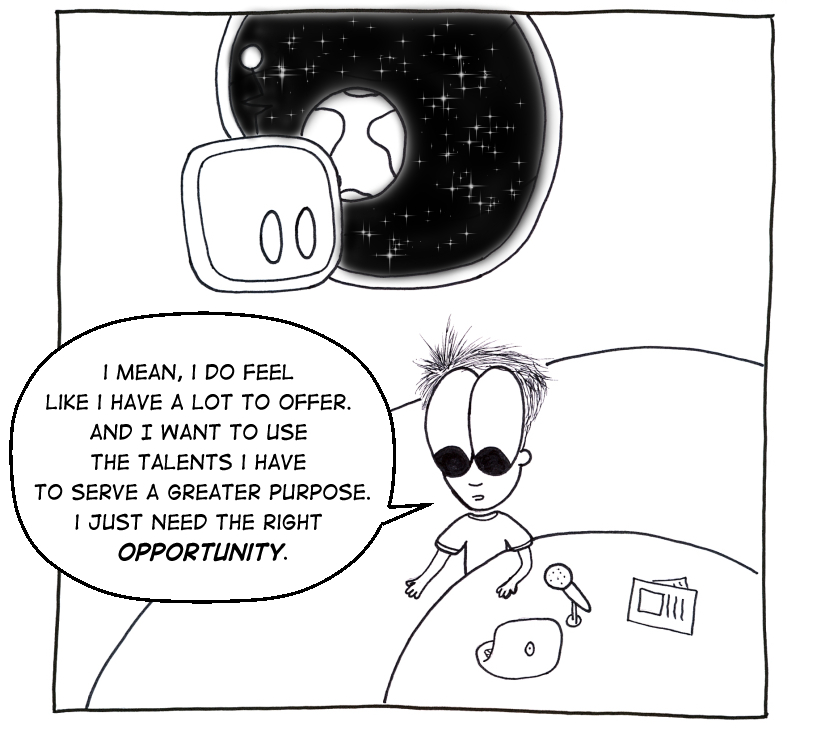 I MEAN, I DO FEEL
LIKE I HAVE A LOT TO OFFER.
AND I WANT TO USE
THE TALENTS I HAVE
TO SERVE A GREATER PURPOSE.
I JUST NEED THE RIGHT
OPPORTUNITY.